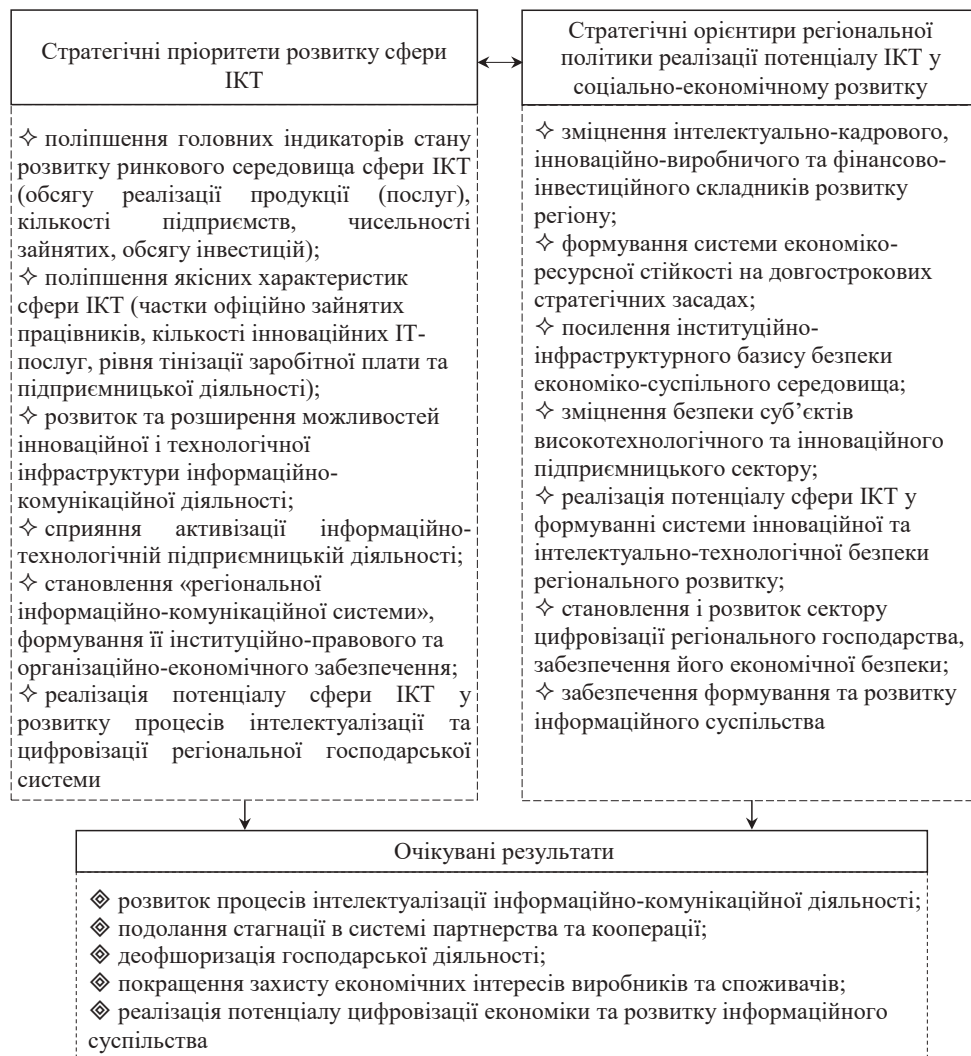 Стратегічні пріоритети розвитку сфери
ІКТ
✧ поліпшення головних індикаторів стану
розвитку ринкового середовища сфери ІКТ
(обсягу реалізації продукції (послуг),
кількості підприємств, чисельності
зайнятих, обсягу інвестицій);
✧ поліпшення якісних характеристик
сфери ІКТ (частки офіційно зайнятих
працівників, кількості інноваційних ІТ-
послуг, рівня тінізації заробітної плати та
підприємницької діяльності);
✧ розвиток та розширення можливостей
інноваційної і технологічної
інфраструктури інформаційно-
комунікаційної діяльності;
✧ сприяння активізації інформаційно-
технологічній підприємницькій діяльності;
✧ становлення «регіональної
інформаційно-комунікаційної системи»,
формування її інституційно-правового та
організаційно-економічного забезпечення;
✧ реалізація потенціалу сфери ІКТ у
розвитку процесів інтелектуалізації та
цифровізації регіональної господарської
системи
Стратегічні орієнтири регіональної
політики реалізації потенціалу ІКТ у
соціально-економічному розвитку
✧ зміцнення інтелектуально-кадрового,
інноваційно-виробничого та фінансово-
інвестиційного складників розвитку
регіону;
✧ формування системи економіко-
ресурсної стійкості на довгострокових
стратегічних засадах;
✧ посилення інституційно-
інфраструктурного базису безпеки
економіко-суспільного середовища;
✧ зміцнення безпеки суб’єктів
високотехнологічного та інноваційного
підприємницького сектору;
✧ реалізація потенціалу сфери ІКТ у
формуванні системи інноваційної та
інтелектуально-технологічної безпеки
регіонального розвитку;
✧ становлення і розвиток сектору
цифровізації регіонального господарства,
забезпечення його економічної безпеки;
✧ забезпечення формування та розвитку
інформаційного суспільства
Очікувані результати
◈ розвиток процесів інтелектуалізації інформаційно-комунікаційної діяльності;
◈ подолання стагнації в системі партнерства та кооперації;
◈ деофшоризація господарської діяльності;
◈ покращення захисту економічних інтересів виробників та споживачів;
◈ реалізація потенціалу цифровізації економіки та розвитку інформаційного
суспільства